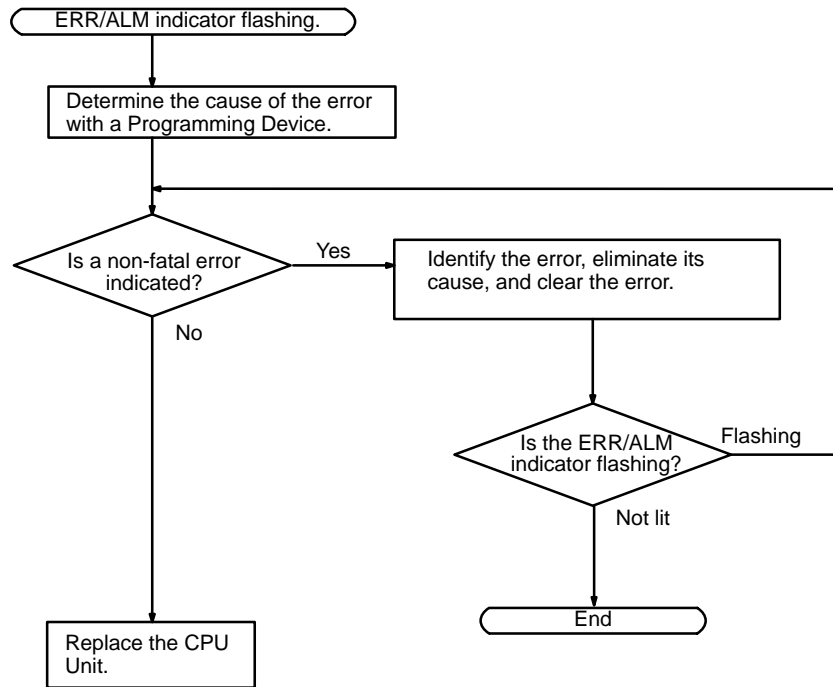 ERR/ALM indicator flashing.
Determine the cause of the error
with a Programming Device.
Is a non-fatal error
indicated?
Yes
No
Identify the error, eliminate its
cause, and clear the error.
Is the ERR/ALM
indicator flashing?
Flashing
Not lit
End
Replace the CPU
Unit.